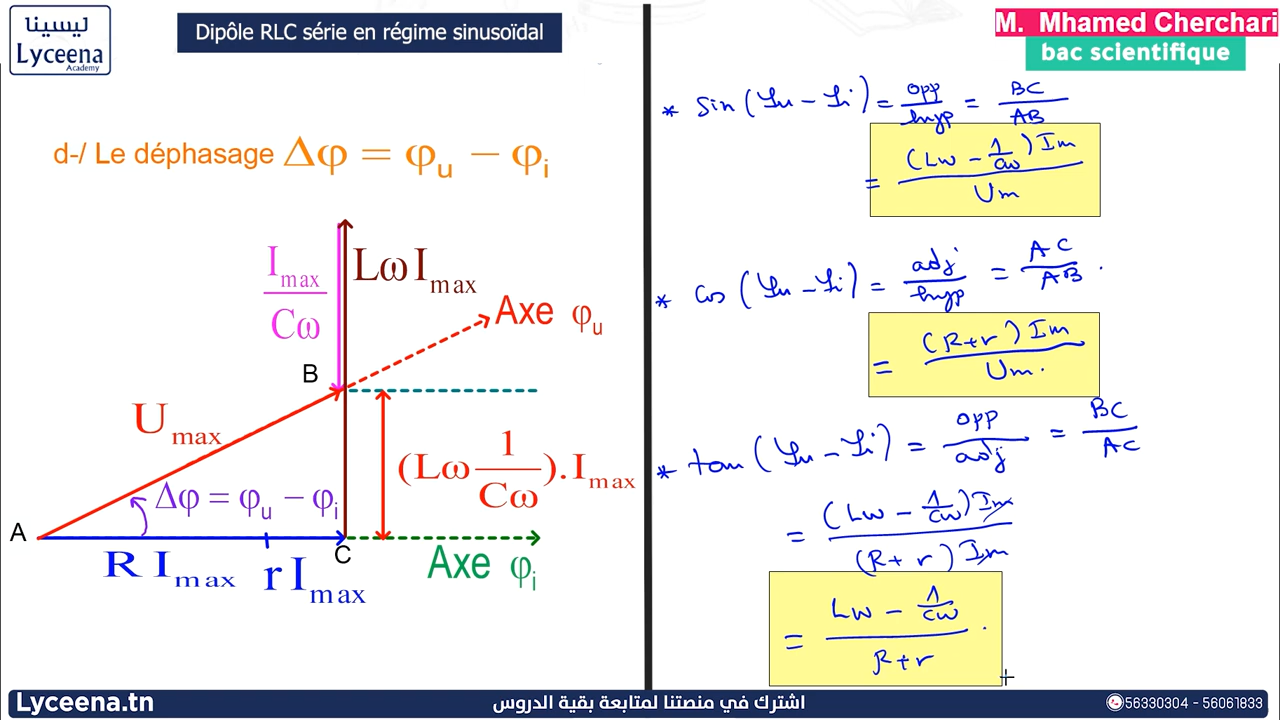 ليسينا
Lyceena
Academy
Dipôle RLC série en régime sinusoïdal
M. Mhamed Cherchari
bac scientifique
d-/ Le déphasage Δφ = φu − φi
Imax
Cω
LωImax
Axe φu
B
Umax
(Lω 1/Cω).Imax
Δφ = φu − φi
A
C
R Imax
rImax
Axe φi
* sin(φu − φi) = opp/hyp = BC/AB
= (Lω − 1/Cω) Im / Um
* cos(φu − φi) = adj/hyp = AC/AB.
= (R+r) Im / Um.
* tan(φu − φi) = opp/adj = BC/AC
= (Lω − 1/Cω) Im / (R+r) Im
= Lω − 1/Cω / R+r.
Lyceena.tn
اشترك في منصتنا لمتابعة بقية الدروس
56330304 - 56061833